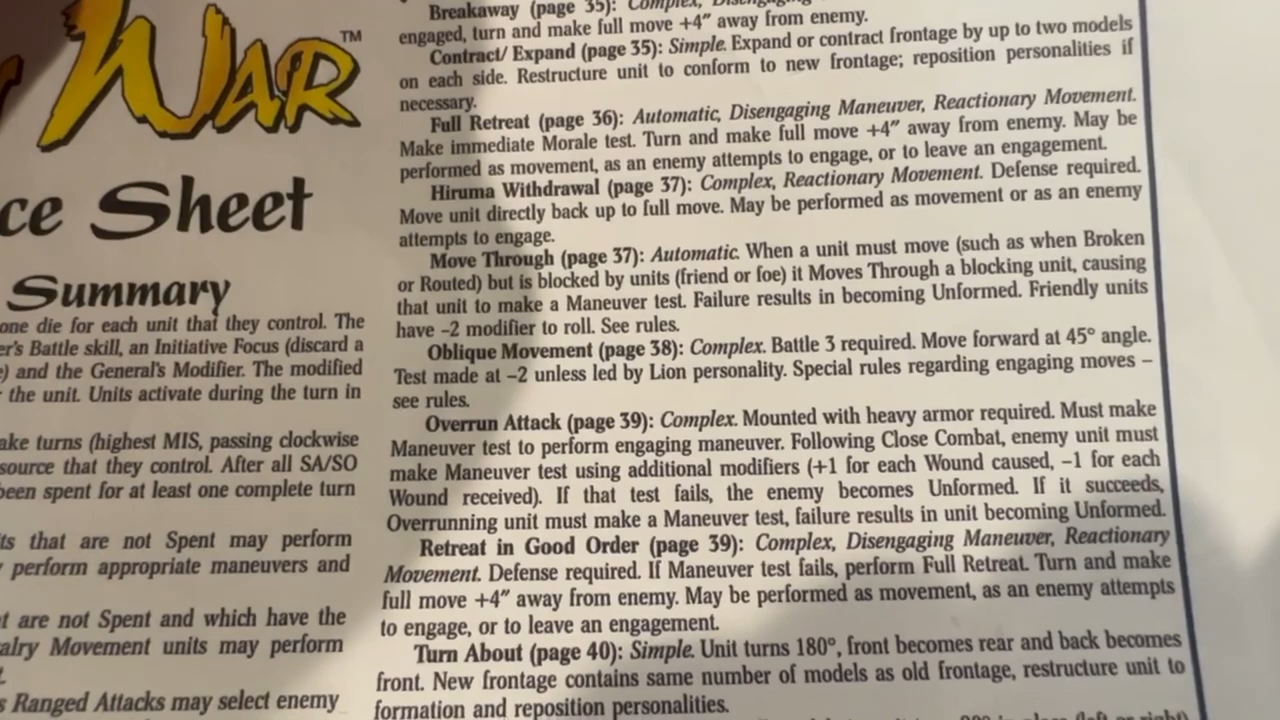 WAR™
ce Sheet
Summary
one die for each unit that they control. The
er's Battle skill, an Initiative Focus (discard a
e) and the General's Modifier. The modified
the unit. Units activate during the turn in
ake turns (highest MIS, passing clockwise
source that they control. After all SA/SO
been spent for at least one complete turn
ts that are not Spent may perform
perform appropriate maneuvers and
t are not Spent and which have the
alry Movement units may perform
s Ranged Attacks may select enemy
Breakaway (page 35): Complex, Disengaging
engaged, turn and make full move +4" away from enemy.
Contract/ Expand (page 35): Simple. Expand or contract frontage by up to two models
on each side. Restructure unit to conform to new frontage; reposition personalities if
necessary.
Full Retreat (page 36): Automatic, Disengaging Maneuver, Reactionary Movement.
Make immediate Morale test. Turn and make full move +4" away from enemy. May be
performed as movement, as an enemy attempts to engage, or to leave an engagement.
Hiruma Withdrawal (page 37): Complex, Reactionary Movement. Defense required.
Move unit directly back up to full move. May be performed as movement or as an enemy
attempts to engage.
Move Through (page 37): Automatic. When a unit must move (such as when Broken
or Routed) but is blocked by units (friend or foe) it Moves Through a blocking unit, causing
that unit to make a Maneuver test. Failure results in becoming Unformed. Friendly units
have –2 modifier to roll. See rules.
Oblique Movement (page 38): Complex. Battle 3 required. Move forward at 45° angle.
Test made at –2 unless led by Lion personality. Special rules regarding engaging moves –
see rules.
Overrun Attack (page 39): Complex. Mounted with heavy armor required. Must make
Maneuver test to perform engaging maneuver. Following Close Combat, enemy unit must
make Maneuver test using additional modifiers (+1 for each Wound caused, –1 for each
Wound received). If that test fails, the enemy becomes Unformed. If it succeeds,
Overrunning unit must make a Maneuver test, failure results in unit becoming Unformed.
Retreat in Good Order (page 39): Complex, Disengaging Maneuver, Reactionary
Movement. Defense required. If Maneuver test fails, perform Full Retreat. Turn and make
full move +4" away from enemy. May be performed as movement, as an enemy attempts
to engage, or to leave an engagement.
Turn About (page 40): Simple. Unit turns 180°, front becomes rear and back becomes
front. New frontage contains same number of models as old frontage, restructure unit to
formation and reposition personalities.